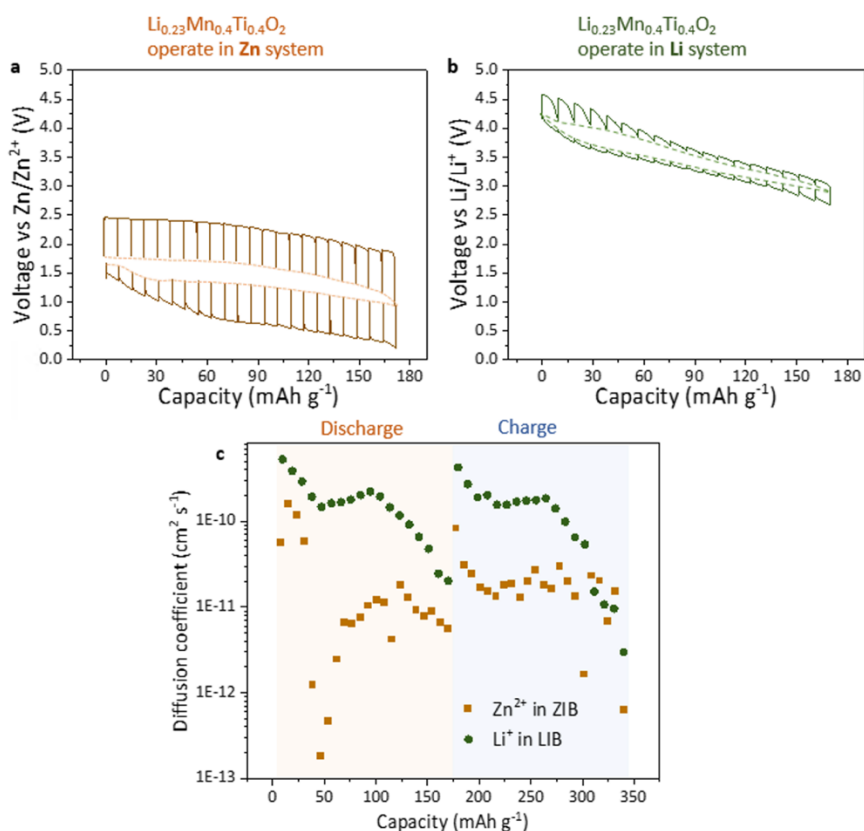 Li₀.₂₃Mn₀.₄Ti₀.₄O₂
operate in Zn system
Li₀.₂₃Mn₀.₄Ti₀.₄O₂
operate in Li system
a
5.0
4.5
4.0
3.5
3.0
2.5
2.0
1.5
1.0
0.5
0.0
Voltage vs Zn/Zn²⁺ (V)
0 30 60 90 120 150 180
Capacity (mAh g⁻¹)
b
5.0
4.5
4.0
3.5
3.0
2.5
2.0
1.5
1.0
0.5
0.0
Voltage vs Li/Li⁺ (V)
0 30 60 90 120 150 180
Capacity (mAh g⁻¹)
Discharge Charge
c
1E-10
1E-11
1E-12
1E-13
Diffusion coefficient (cm² s⁻¹)
Zn²⁺ in ZIB
Li⁺ in LIB
0 50 100 150 200 250 300 350
Capacity (mAh g⁻¹)